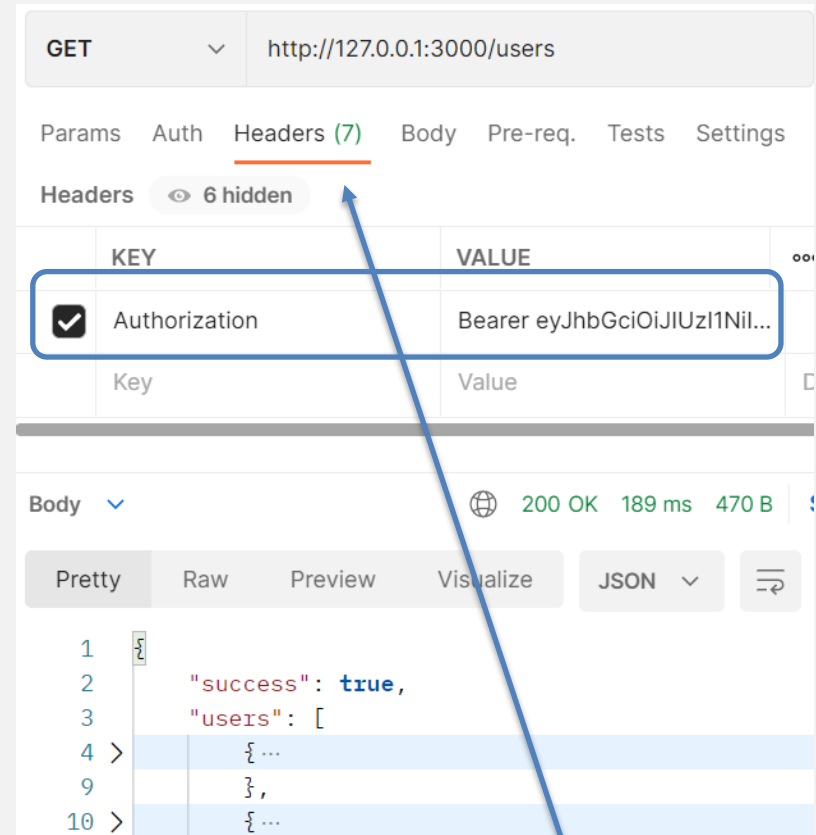 GET http://127.0.0.1:3000/users
Params Auth Headers (7) Body Pre-req. Tests Settings
Headers 6 hidden
KEY VALUE
Authorization Bearer eyJhbGciOiJIUzI1NiI...
Key Value
Body 200 OK 189 ms 470 B
Pretty Raw Preview Visualize JSON
1 {
2 "success": true,
3 "users": [
4 { ...
9 },
10 { ...